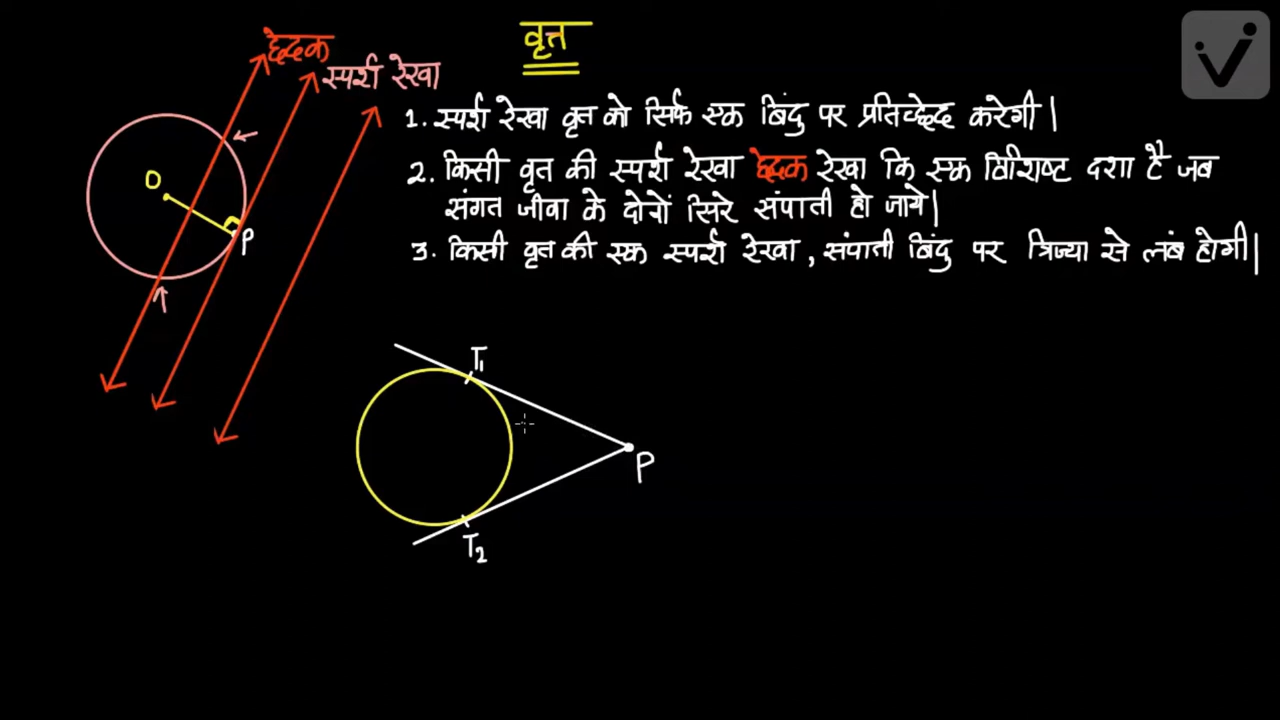 वृत्त
छेदक
स्पर्श रेखा
O
P
1. स्पर्श रेखा वृत को सिर्फ एक बिंदु पर प्रतिच्छेद करेगी|
2. किसी वृत की स्पर्श रेखा छेदक रेखा कि एक विशिष्ट दशा है जब
संगत जीवा के दोनों सिरे संपाती हो जाये|
3. किसी वृत की एक स्पर्श रेखा, संपाती बिंदु पर त्रिज्या से लंब होगी|
T1
P
T2